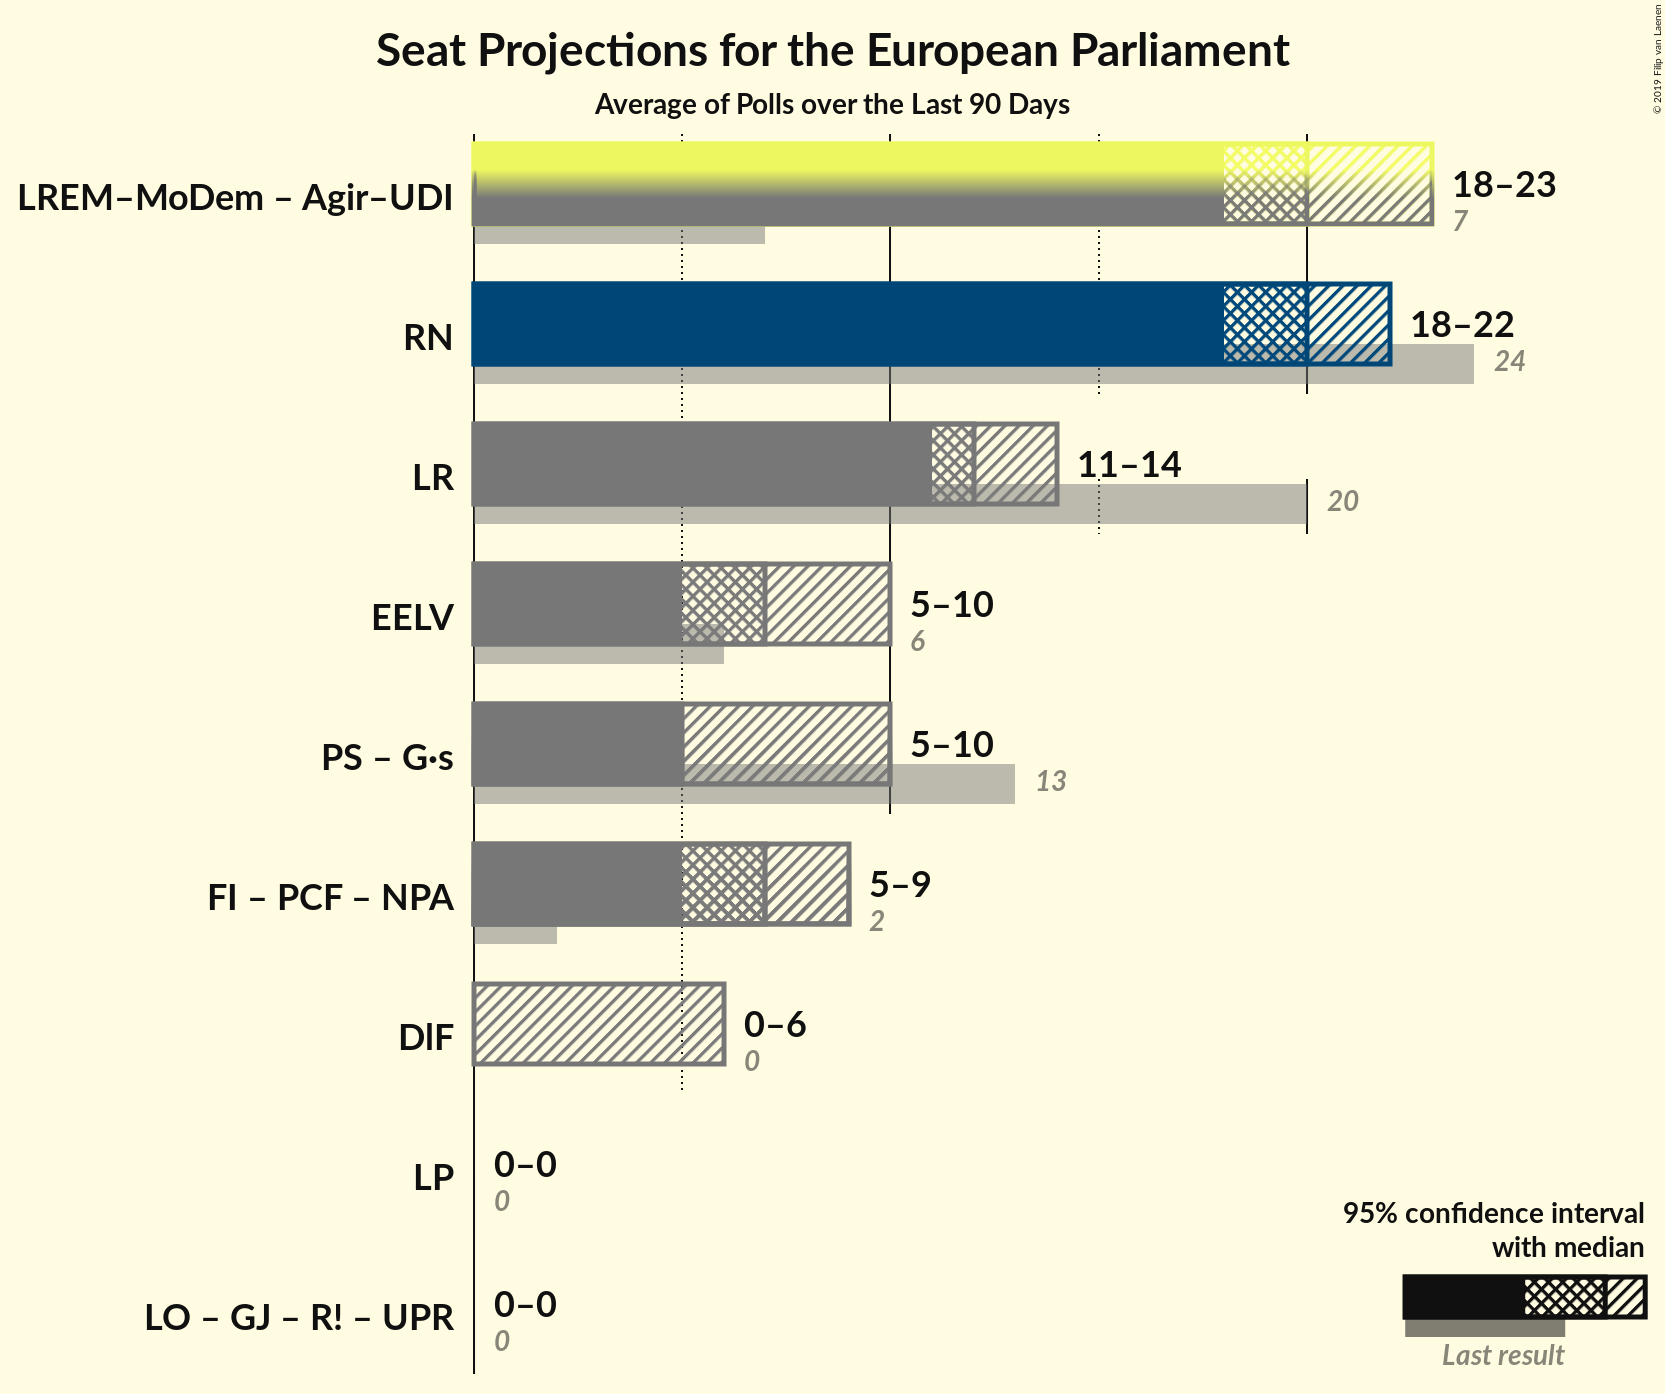 Seat Projections for the European Parliament
Average of Polls over the Last 90 Days
© 2019 Filip van Laenen
LREM–MoDem – Agir–UDI
18–23
7
RN
18–22
24
LR
11–14
20
EELV
5–10
6
PS – G·s
5–10
13
FI – PCF – NPA
5–9
2
DlF
0–6
0
LP
0–0
0
LO – GJ – R! – UPR
0–0
0
95% confidence interval
with median
Last result